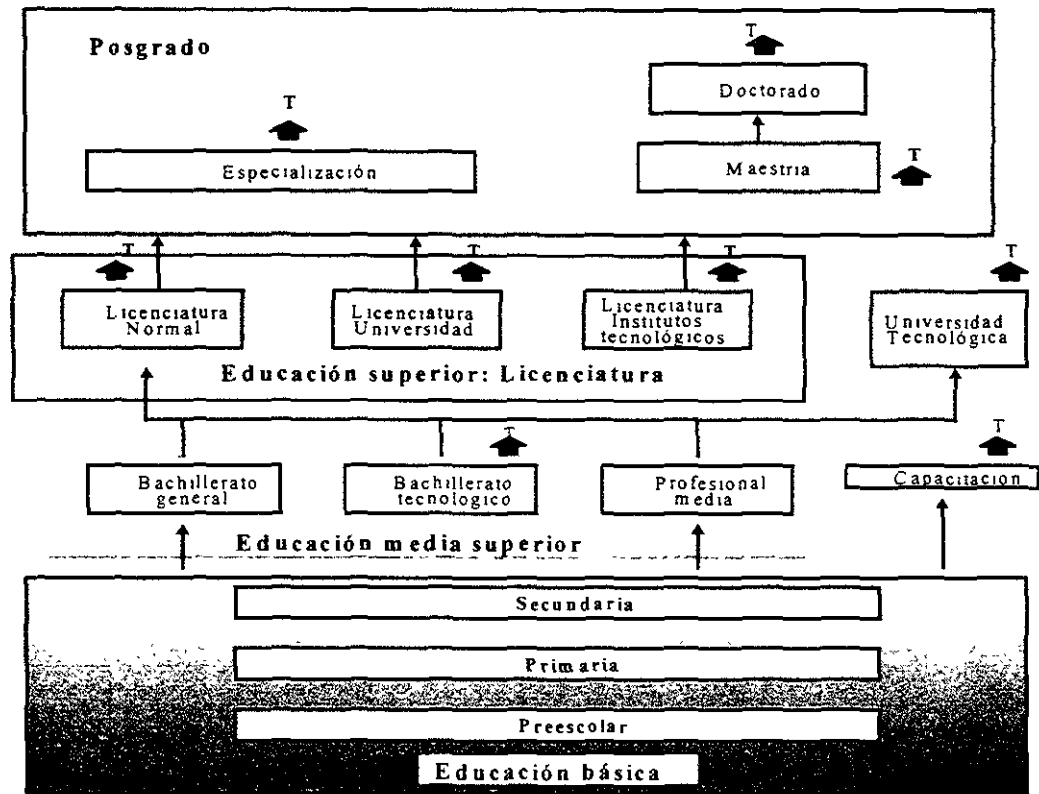 T
Posgrado
Doctorado
T
Especialización
Maestria
T
T
T
T
T
Licenciatura
Normal
Licenciatura
Universidad
Licenciatura
Institutos
tecnológicos
Universidad
Tecnológica
Educación superior: Licenciatura
T
T
Bachillerato
general
Bachillerato
tecnologico
Profesional
media
Capacitacion
Educación media superior
Secundaria
Primaria
Preescolar
Educación básica